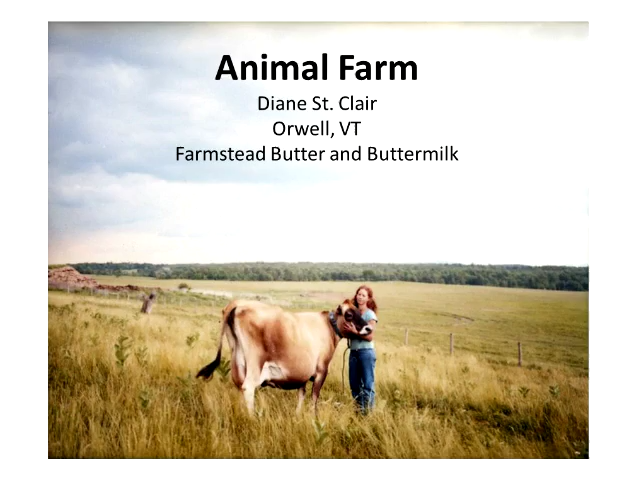 Animal Farm
Diane St. Clair
Orwell, VT
Farmstead Butter and Buttermilk